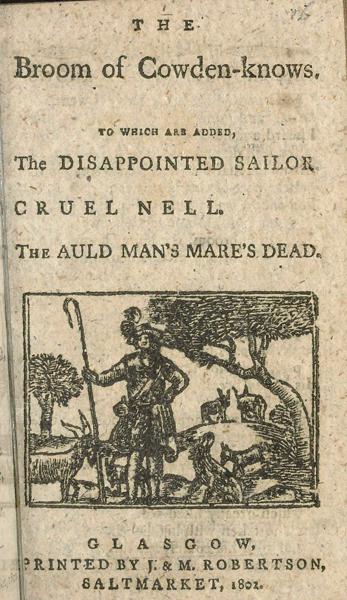 THE
Broom of Cowden-knows.
TO WHICH ARE ADDED,
The DISAPPOINTED SAILOR
CRUEL NELL.
THE AULD MAN'S MARE'S DEAD.
GLASGOW,
PRINTED BY J. & M. ROBERTSON,
SALTMARKET, 1802.